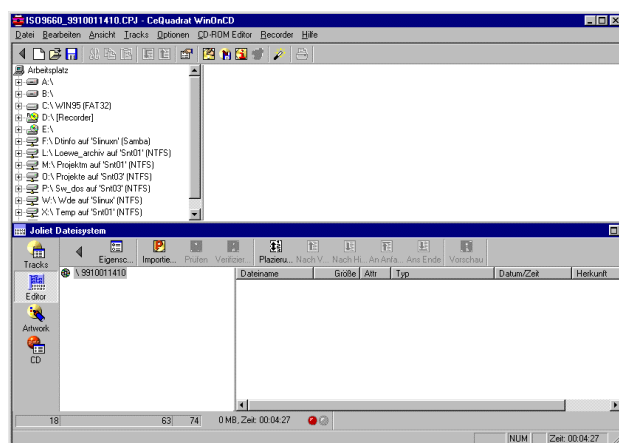 ISO9660_9910011410.CPJ - CeQuadrat WinOnCD
Datei Bearbeiten Ansicht Tracks Optionen CD-ROM Editor Recorder Hilfe
Arbeitsplatz
A:\
B:\
C:\ WIN95 (FAT32)
D:\ [Recorder]
E:\
F:\ Dtinfo auf 'Slinuxn' (Samba)
L:\ Loewe_archiv auf 'Snt01' (NTFS)
M:\ Projektm auf 'Snt01' (NTFS)
O:\ Projekte auf 'Snt03' (NTFS)
P:\ Sw_dos auf 'Snt03' (NTFS)
W:\ Wde auf 'Slinux' (NTFS)
X:\ Temp auf 'Snt01' (NTFS)
Joliet Dateisystem
Tracks Eigensc... Importie... Prüfen Verifizier... Plazieru... Nach V... Nach Hi... An Anfa... Ans Ende Vorschau
\ 9910011410 Dateiname Größe Attr Typ Datum/Zeit Herkunft
Editor
Artwork
CD
18 63 74 0 MB, Zeit: 00:04:27
NUM Zeit: 00:04:27